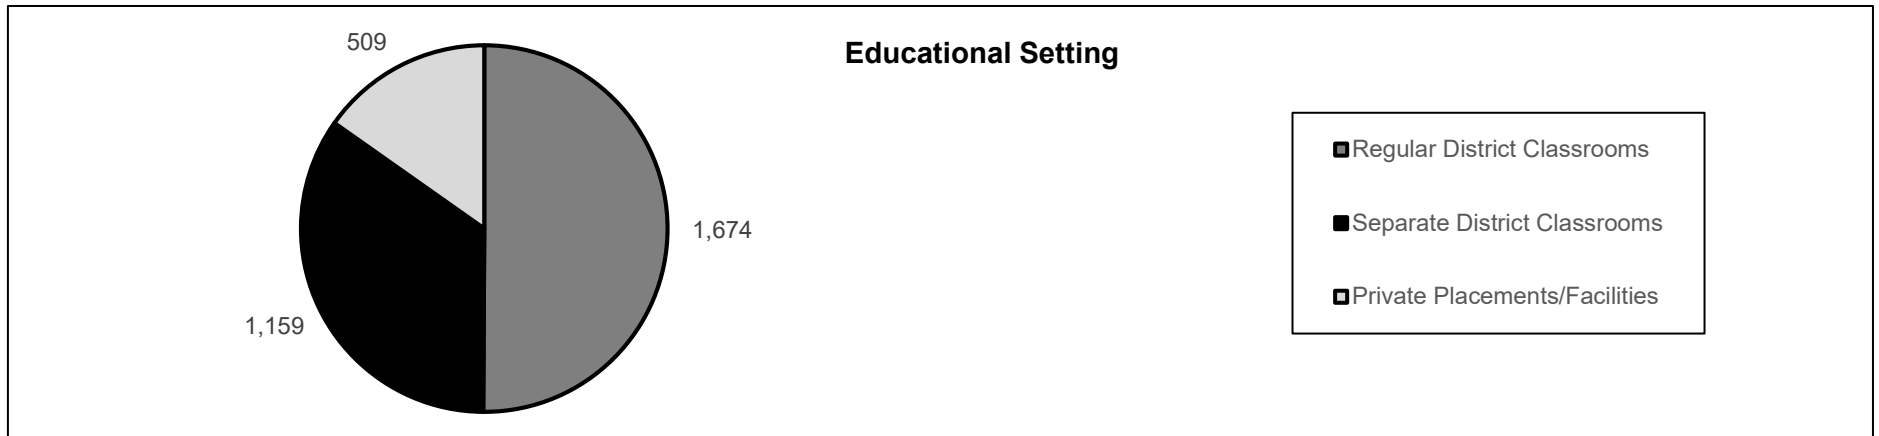 Educational Setting
509
1,674
1,159
Regular District Classrooms
Separate District Classrooms
Private Placements/Facilities